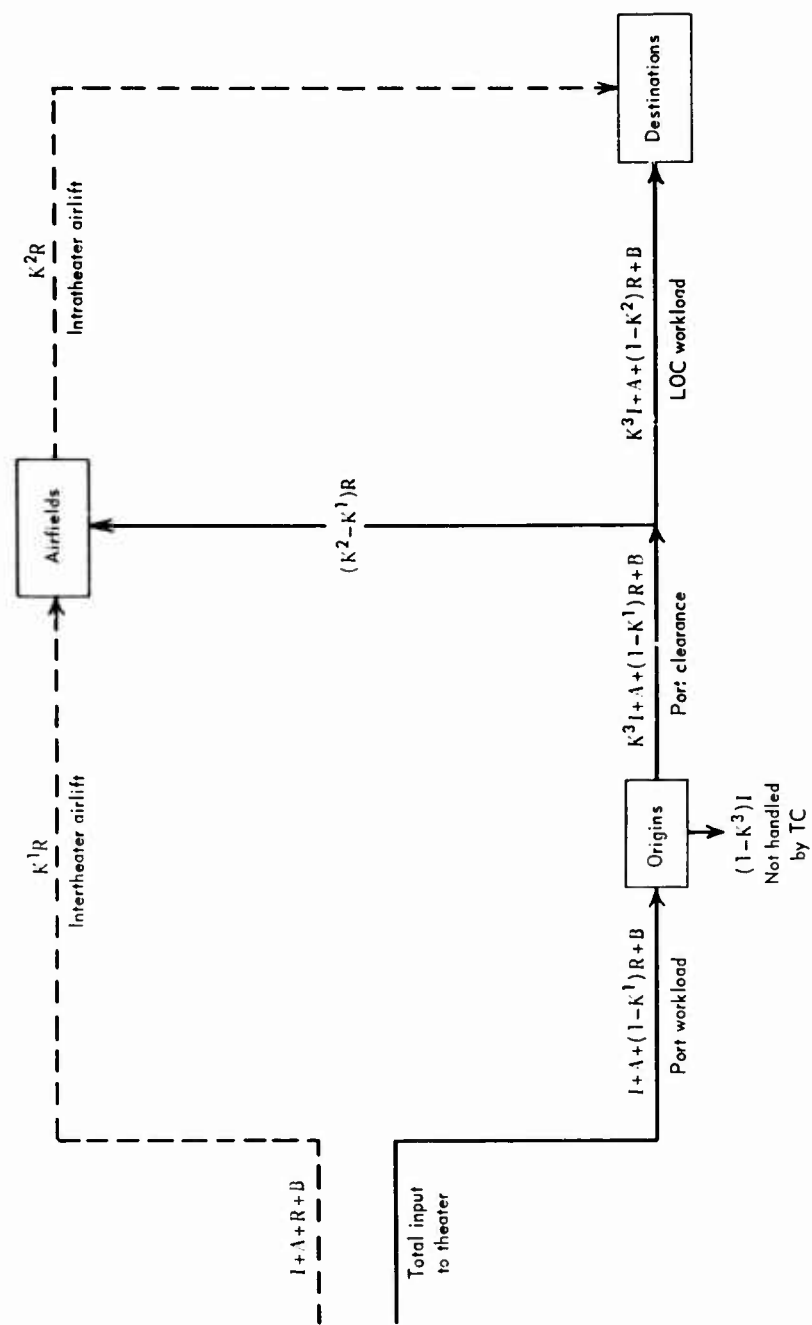 I+A+R+B
Total input
to theater
K¹R
Intertheater airlift
Airfields
K²R
Intratheater airlift
(K²–K¹)R
I+A+(1–K¹)R+B
Port workload
Origins
(1–K³)I
Not handled
by TC
K³I+A+(1–K¹)R+B
Port clearance
K³I+A+(1–K²)R+B
LOC workload
Destinations